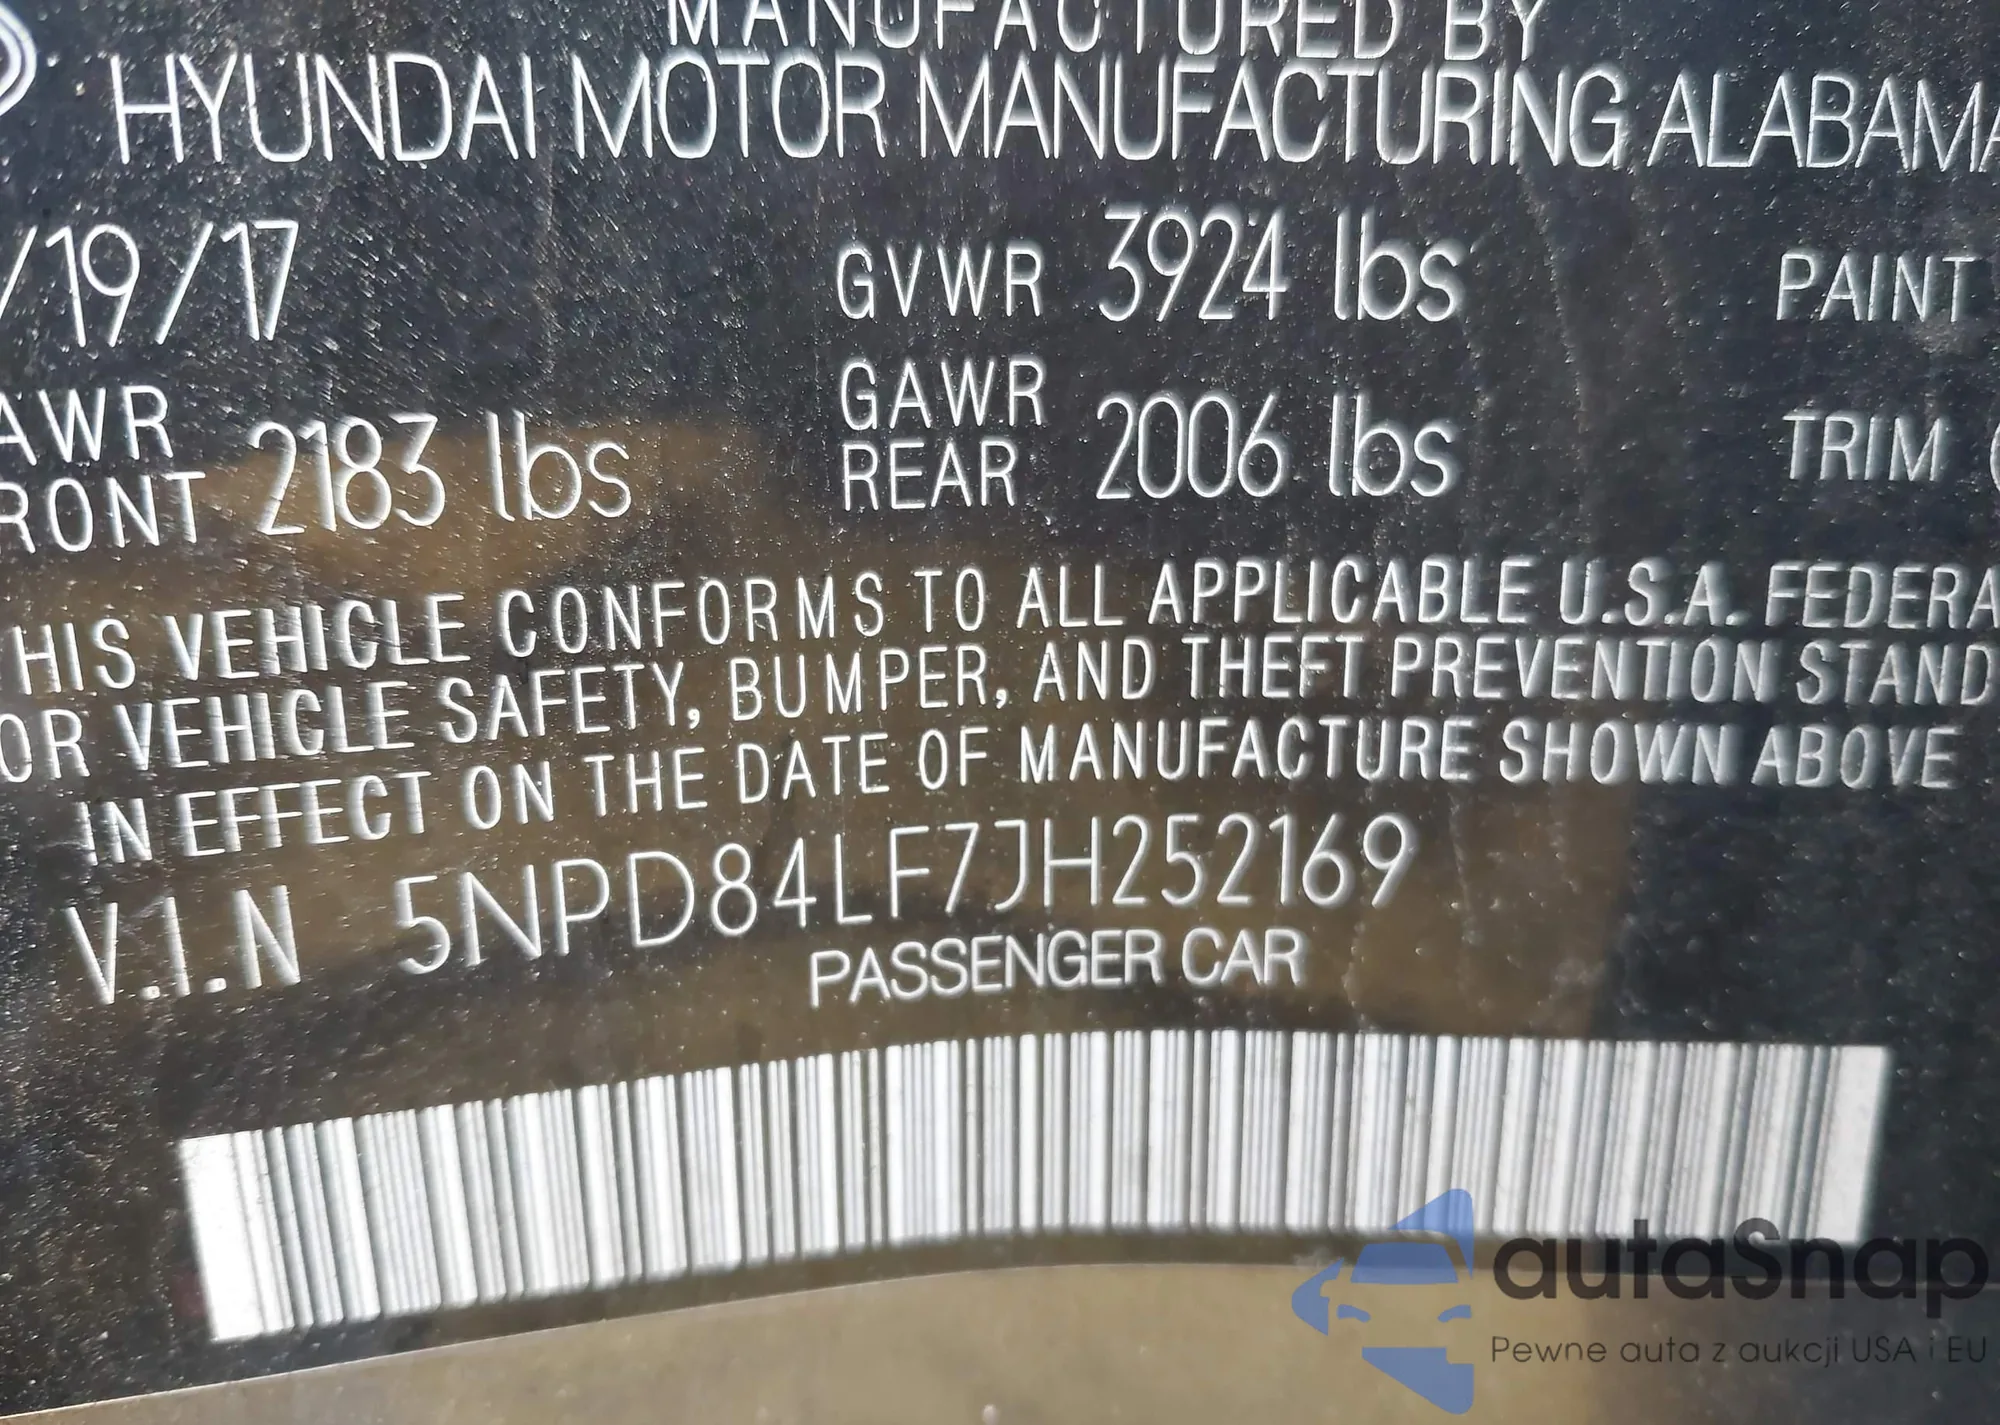 MANUFACTURED BY
HYUNDAI MOTOR MANUFACTURING ALABAMA
/19/17 GVWR 3924 lbs PAINT
AWR FRONT 2183 lbs GAWR REAR 2006 lbs TRIM
HIS VEHICLE CONFORMS TO ALL APPLICABLE U.S.A. FEDERA
OR VEHICLE SAFETY, BUMPER, AND THEFT PREVENTION STAND
IN EFFECT ON THE DATE OF MANUFACTURE SHOWN ABOVE
V.I.N 5NPD84LF7JH252169
PASSENGER CAR
autaSnap
Pewne auta z aukcji USA i EU